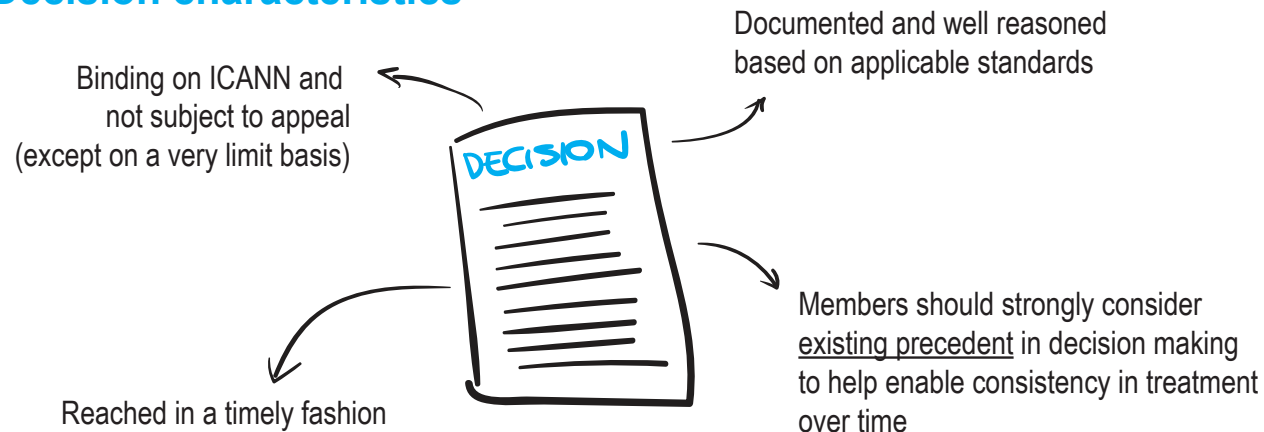 Decision characteristics
Documented and well reasoned
based on applicable standards
Binding on ICANN and
not subject to appeal
(except on a very limit basis)
DECISION
Members should strongly consider
existing precedent in decision making
to help enable consistency in treatment
over time
Reached in a timely fashion